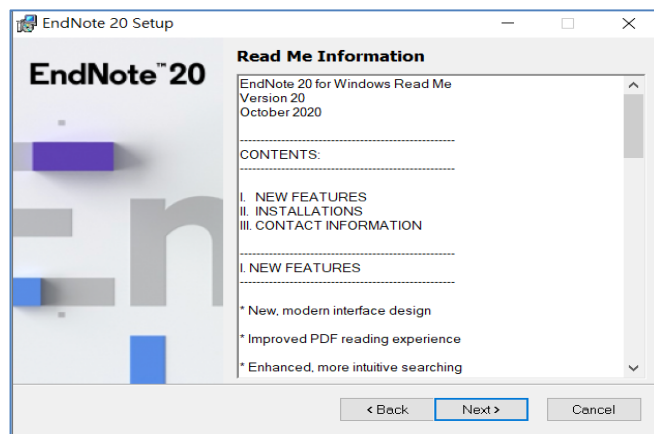 EndNote 20 Setup
EndNote™20
En
Read Me Information
EndNote 20 for Windows Read Me
Version 20
October 2020
------------------------------------------------------
CONTENTS:
------------------------------------------------------
I.  NEW FEATURES
II. INSTALLATIONS
III. CONTACT INFORMATION
------------------------------------------------------
I. NEW FEATURES
------------------------------------------------------
* New, modern interface design
* Improved PDF reading experience
* Enhanced, more intuitive searching
< Back
Next >
Cancel